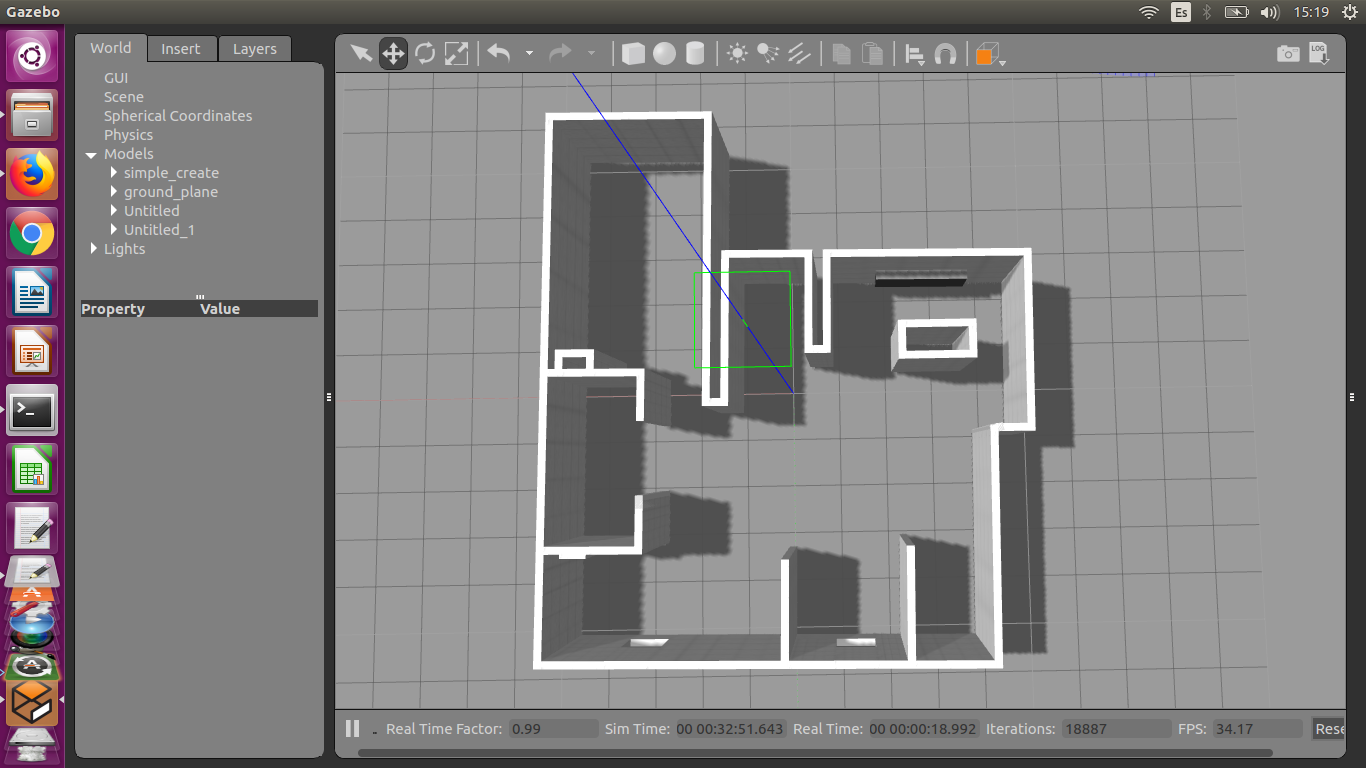 Gazebo
Es
15:19
World Insert Layers
GUI
Scene
Spherical Coordinates
Physics
Models
simple_create
ground_plane
Untitled
Untitled_1
Lights
Property Value
LOG
Real Time Factor: 0.99 Sim Time: 00 00:32:51.643 Real Time: 00 00:00:18.992 Iterations: 18887 FPS: 34.17 Rese